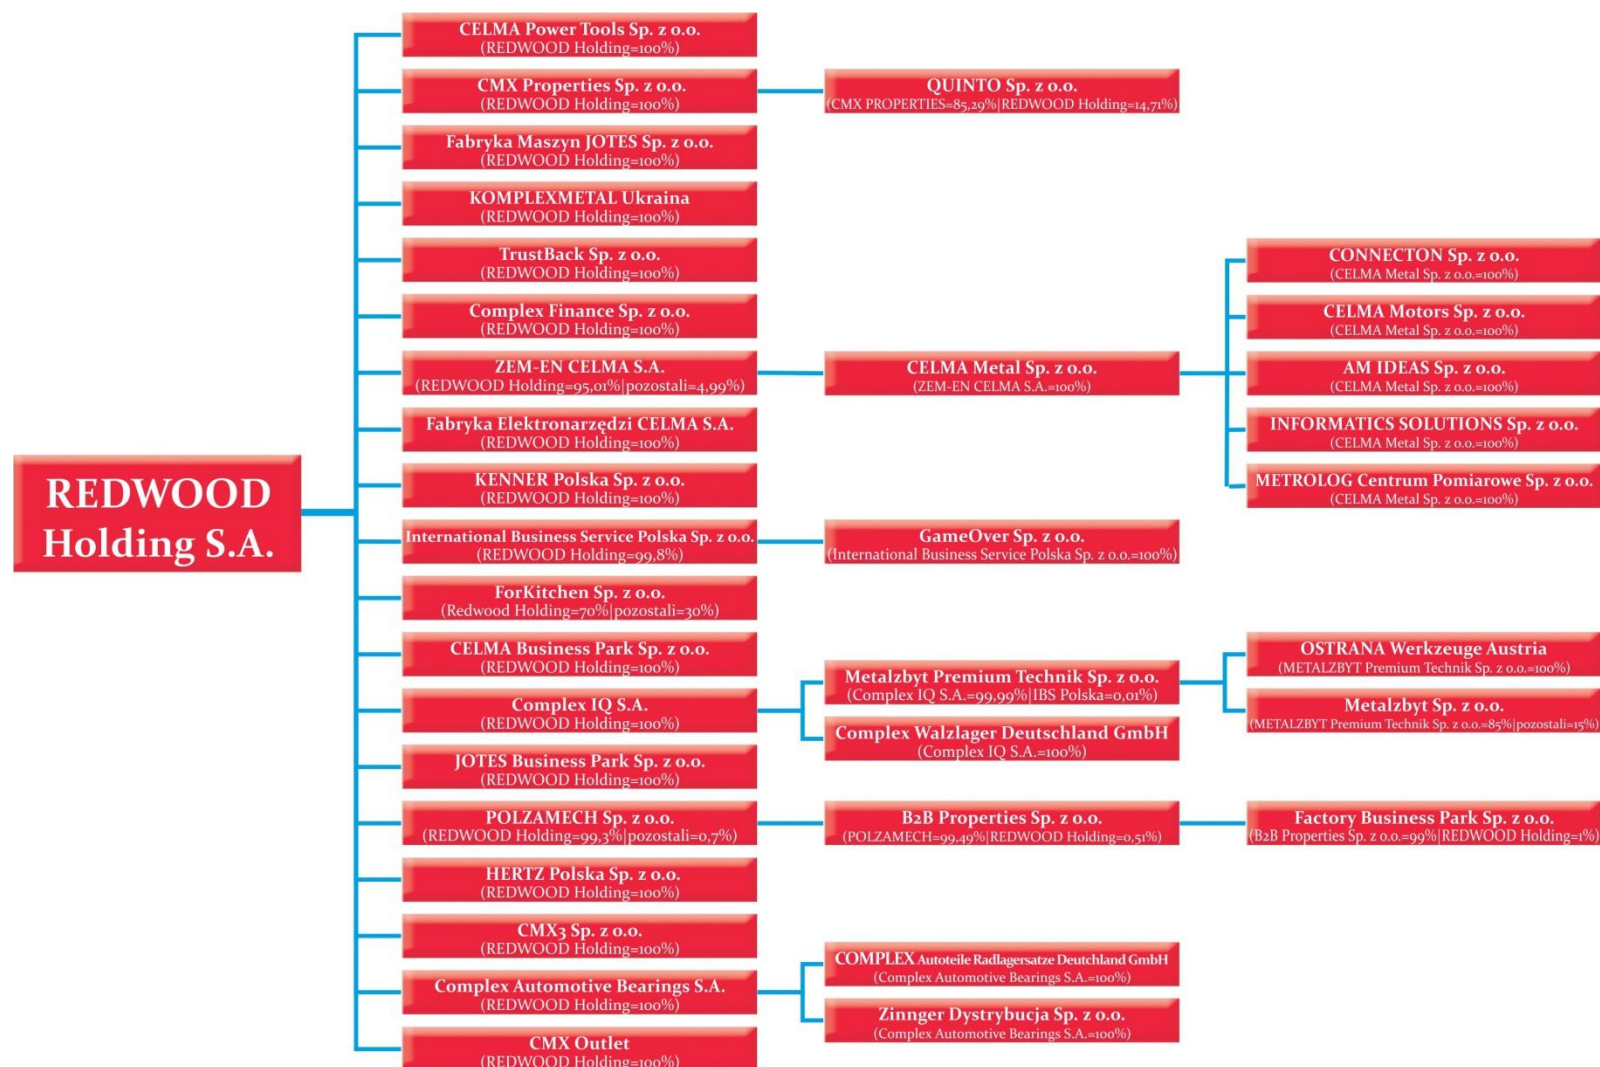 REDWOOD
Holding S.A.
CELMA Power Tools Sp. z o.o.
(REDWOOD Holding=100%)
CMX Properties Sp. z o.o.
(REDWOOD Holding=100%)
QUINTO Sp. z o.o.
(CMX PROPERTIES=85,29%|REDWOOD Holding=14,71%)
Fabryka Maszyn JOTES Sp. z o.o.
(REDWOOD Holding=100%)
KOMPLEXMETAL Ukraina
(REDWOOD Holding=100%)
TrustBack Sp. z o.o.
(REDWOOD Holding=100%)
Complex Finance Sp. z o.o.
(REDWOOD Holding=100%)
ZEM-EN CELMA S.A.
(REDWOOD Holding=95,01%|pozostali=4,99%)
CELMA Metal Sp. z o.o.
(ZEM-EN CELMA S.A.=100%)
CONNECTON Sp. z o.o.
(CELMA Metal Sp. z o.o.=100%)
CELMA Motors Sp. z o.o.
(CELMA Metal Sp. z o.o.=100%)
AM IDEAS Sp. z o.o.
(CELMA Metal Sp. z o.o.=100%)
INFORMATICS SOLUTIONS Sp. z o.o.
(CELMA Metal Sp. z o.o.=100%)
METROLOG Centrum Pomiarowe Sp. z o.o.
(CELMA Metal Sp. z o.o.=100%)
Fabryka Elektronarzędzi CELMA S.A.
(REDWOOD Holding=100%)
KENNER Polska Sp. z o.o.
(REDWOOD Holding=100%)
International Business Service Polska Sp. z o.o.
(REDWOOD Holding=99,8%)
GameOver Sp. z o.o.
(International Business Service Polska Sp. z o.o.=100%)
ForKitchen Sp. z o.o.
(Redwood Holding=70%|pozostali=30%)
CELMA Business Park Sp. z o.o.
(REDWOOD Holding=100%)
Complex IQ S.A.
(REDWOOD Holding=100%)
Metalzbyt Premium Technik Sp. z o.o.
(Complex IQ S.A.=99,99%|IBS Polska=0,01%)
OSTRANA Werkzeuge Austria
(METALZBYT Premium Technik Sp. z o.o.=100%)
Metalzbyt Sp. z o.o.
(METALZBYT Premium Technik Sp. z o.o.=85%|pozostali=15%)
Complex Walzlager Deutschland GmbH
(Complex IQ S.A.=100%)
JOTES Business Park Sp. z o.o.
(REDWOOD Holding=100%)
POLZAMECH Sp. z o.o.
(REDWOOD Holding=99,3%|pozostali=0,7%)
B2B Properties Sp. z o.o.
(POLZAMECH=99,49%|REDWOOD Holding=0,51%)
Factory Business Park Sp. z o.o.
(B2B Properties Sp. z o.o.=99%|REDWOOD Holding=1%)
HERTZ Polska Sp. z o.o.
(REDWOOD Holding=100%)
CMX3 Sp. z o.o.
(REDWOOD Holding=100%)
Complex Automotive Bearings S.A.
(REDWOOD Holding=100%)
COMPLEX Autoteile Radlagersatze Deutchland GmbH
(Complex Automotive Bearings S.A.=100%)
Zinnger Dystrybucja Sp. z o.o.
(Complex Automotive Bearings S.A.=100%)
CMX Outlet
(REDWOOD Holding=100%)